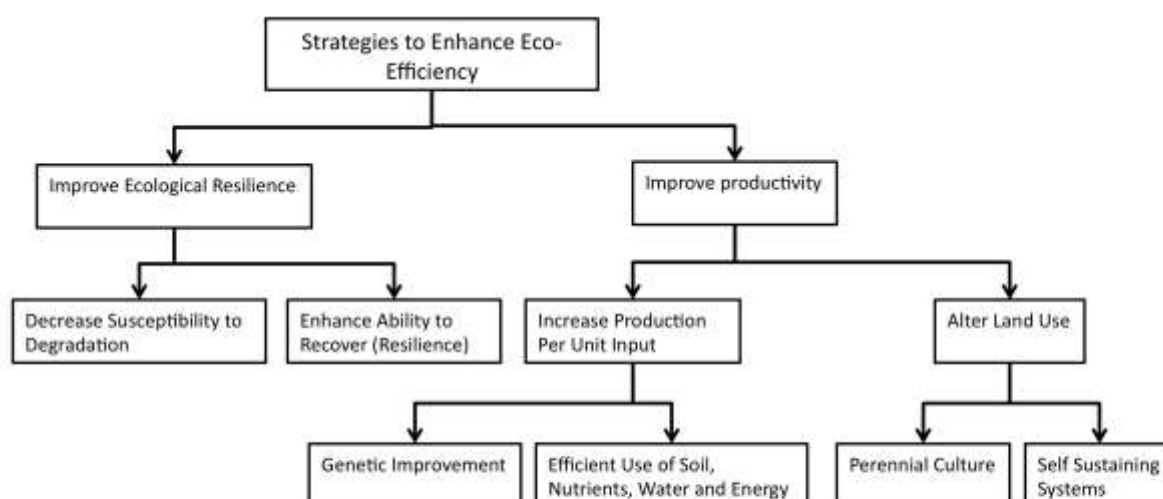 Strategies to Enhance Eco-
Efficiency
Improve Ecological Resilience
Improve productivity
Decrease Susceptibility to
Degradation
Enhance Ability to
Recover (Resilience)
Increase Production
Per Unit Input
Alter Land Use
Genetic Improvement
Efficient Use of Soil,
Nutrients, Water and Energy
Perennial Culture
Self Sustaining
Systems